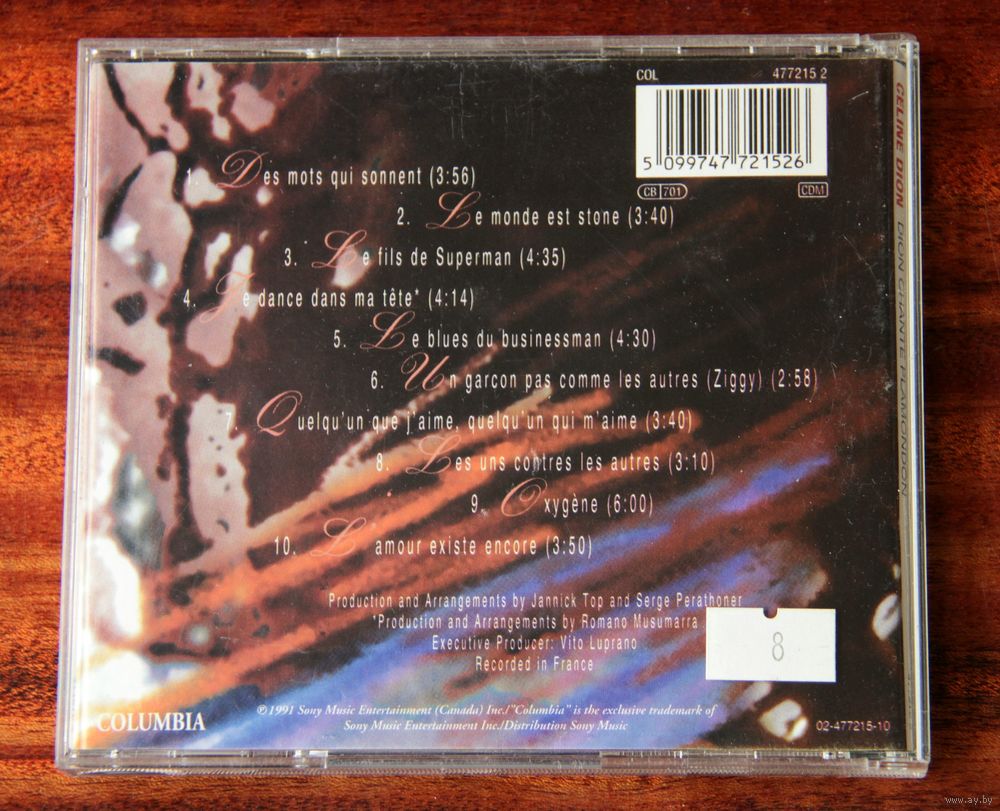 COL 477215 2
5 099747 721526
CB 701 CDM
1. Des mots qui sonnent (3:56)
2. Le monde est stone (3:40)
3. Le fils de Superman (4:35)
4. Je dance dans ma tête* (4:14)
5. Le blues du businessman (4:30)
6. Un garcon pas comme les autres (Ziggy) (2:58)
7. Quelqu'un que j'aime, quelqu'un qui m'aime (3:40)
8. Les uns contres les autres (3:10)
9. Oxygène (6:00)
10. L'amour existe encore (3:50)
Production and Arrangements by Jannick Top and Serge Perathoner
*Production and Arrangements by Romano Musumarra
Executive Producer: Vito Luprano
Recorded in France
8
℗ 1991 Sony Music Entertainment (Canada) Inc./"Columbia" is the exclusive trademark of
Sony Music Entertainment Inc./Distribution Sony Music
COLUMBIA
02-477215-10
CELINE DION DION CHANTE PLAMONDON
www.ay.by